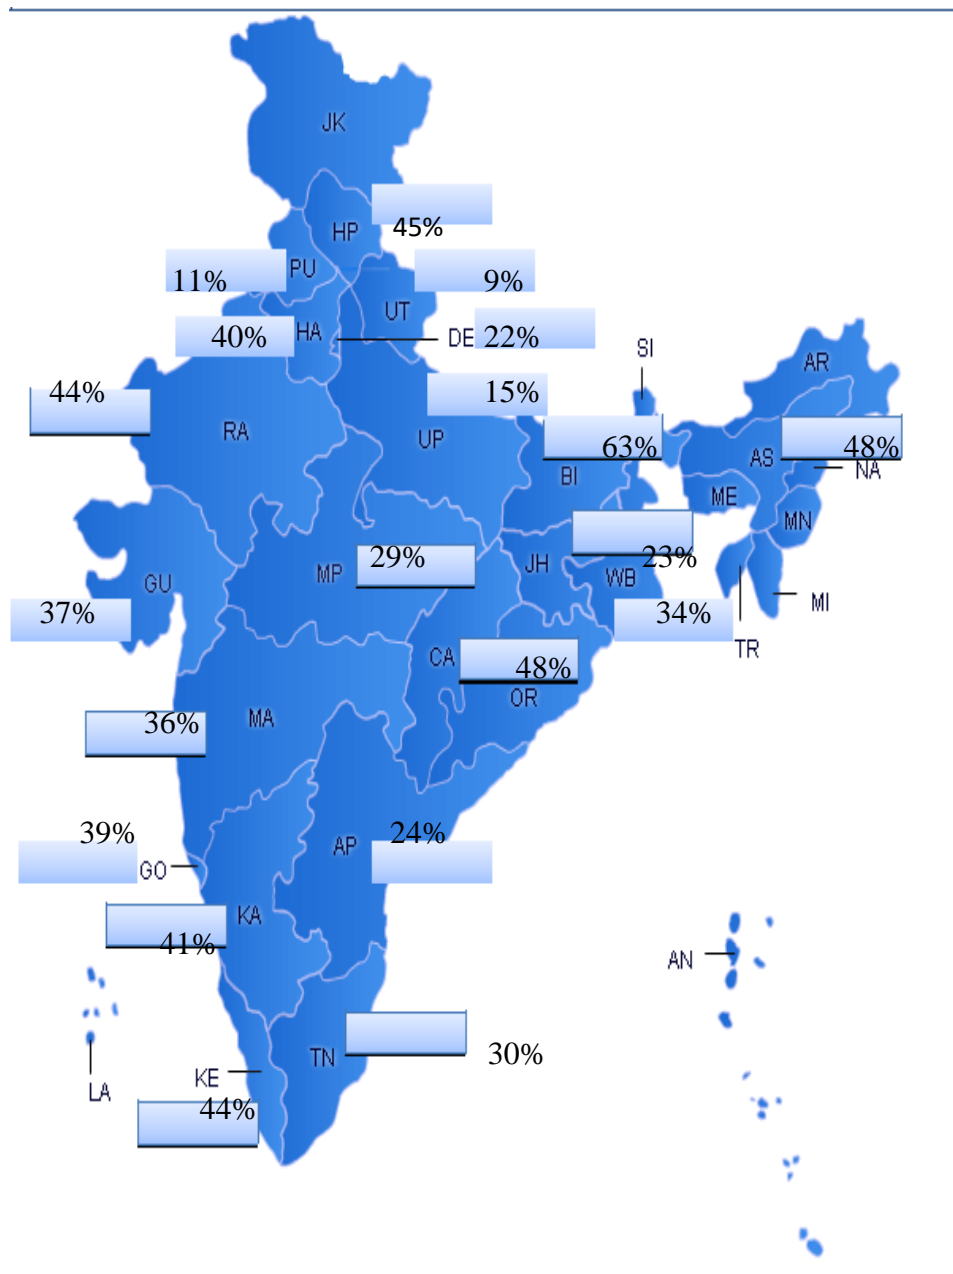 JK
HP
45%
PU
11%
9%
UT
HA
40%
DE
22%
SI
AR
44%
15%
RA
UP
63%
AS
48%
NA
BI
ME
MN
29%
23%
MP
JH
WB
GU
MI
37%
34%
TR
CA
48%
OR
MA
36%
39%
24%
AP
GO
KA
41%
AN
30%
TN
KE
LA
44%